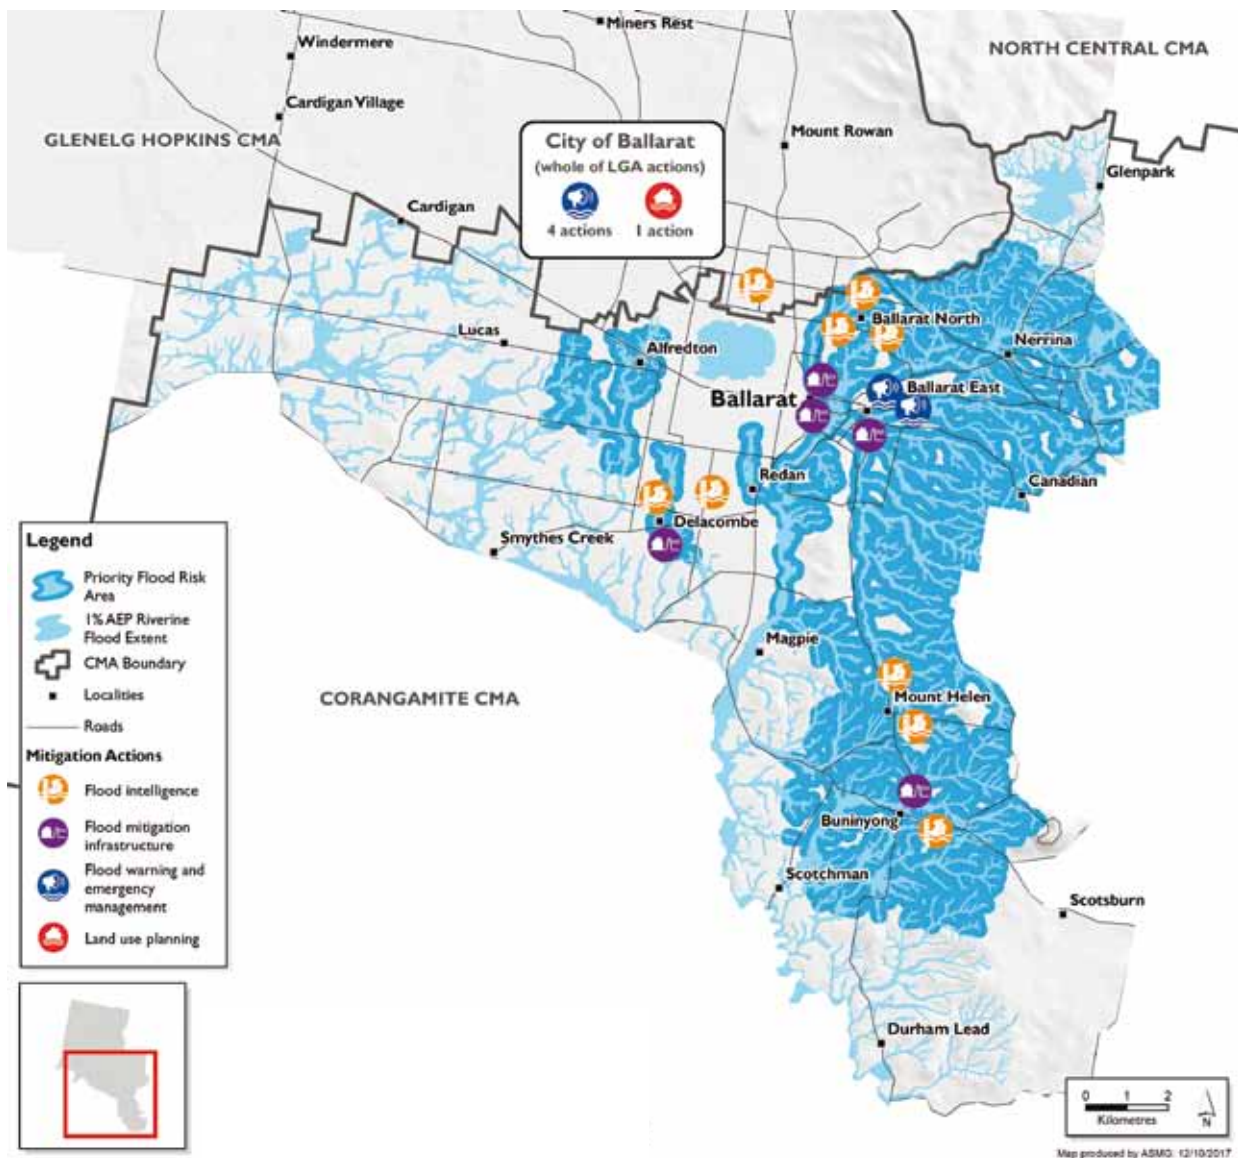 Miners Rest
NORTH CENTRAL CMA
Windermere
Cardigan Village
GLENELG HOPKINS CMA
City of Ballarat
(whole of LGA actions)
4 actions
1 action
Mount Rowan
Glenpark
Cardigan
Ballarat North
Lucas
Nerrina
Alfredton
Ballarat East
Ballarat
Redan
Canadian
Delacombe
Smythes Creek
Magpie
CORANGAMITE CMA
Mount Helen
Buninyong
Scotchman
Scotsburn
Durham Lead
Legend
Priority Flood Risk
Area
1% AEP Riverine
Flood Extent
CMA Boundary
Localities
Roads
Mitigation Actions
Flood intelligence
Flood mitigation
infrastructure
Flood warning and
emergency
management
Land use planning
0 1 2
Kilometres
N
Map produced by ASMG: 12/10/2017